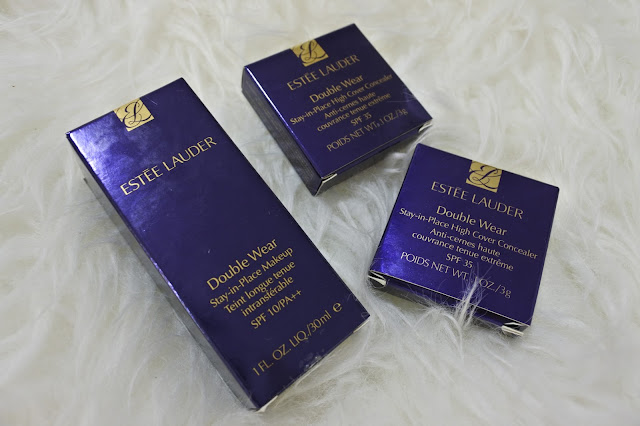 ESTĒE LAUDER
Double Wear
Stay-in-Place Makeup
Teint longue tenue
intransférable
SPF 10/PA++
1 FL. OZ. LIQ./30ml e
ESTĒE LAUDER
Double Wear
Stay-in-Place High Cover Concealer
Anti-cernes haute
couvrance tenue extrême
SPF 35
POIDS NET WT. .1 OZ./3g
ESTĒE LAUDER
Double Wear
Stay-in-Place High Cover Concealer
Anti-cernes haute
couvrance tenue extrême
SPF 35
POIDS NET WT. OZ./3g